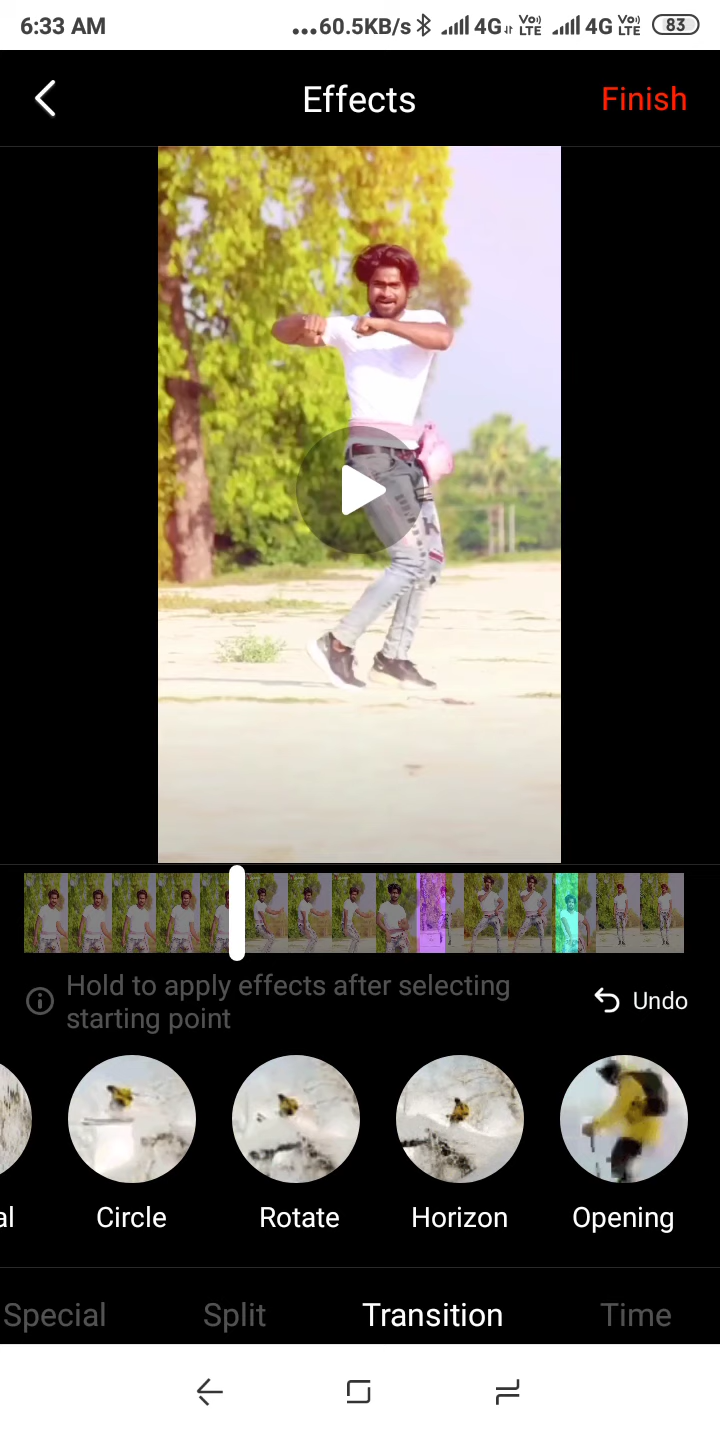 6:33 AM ...60.5KB/s 4G Vo)) LTE 4G Vo)) LTE 83
Effects Finish
Hold to apply effects after selecting
starting point
Undo
al Circle Rotate Horizon Opening
Special Split Transition Time